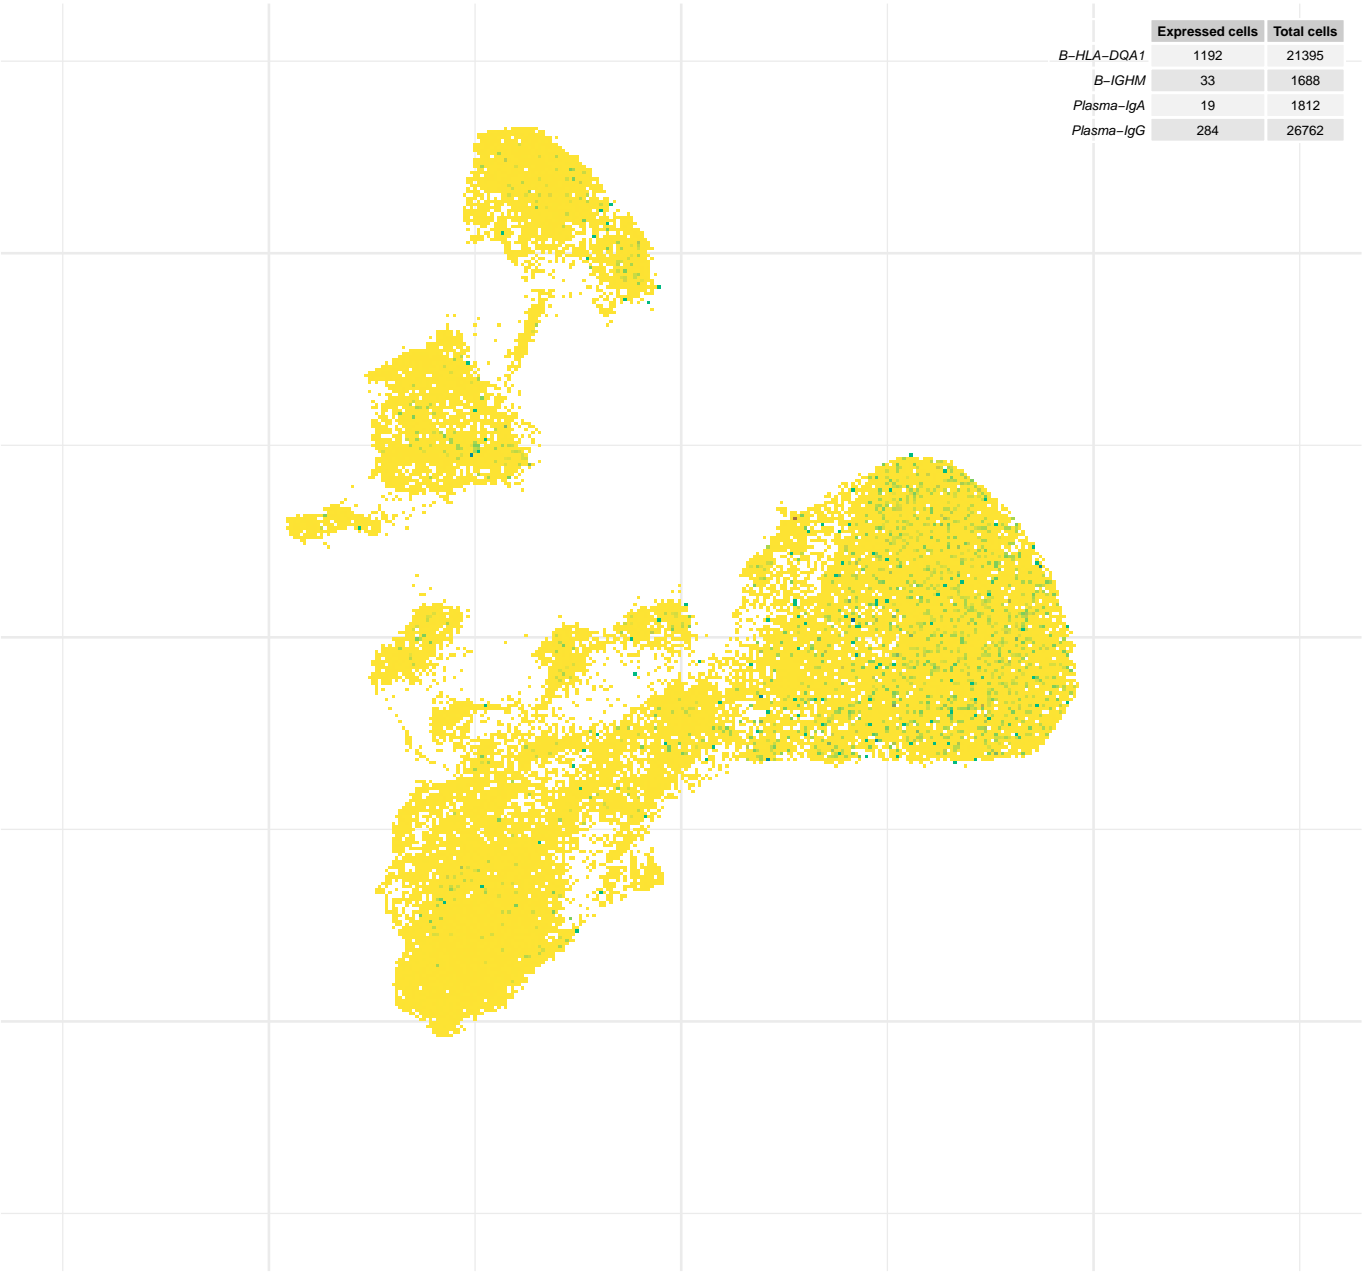 Expressed cells Total cells
B−HLA−DQA1 1192 21395
B−IGHM 33 1688
Plasma−IgA 19 1812
Plasma−IgG 284 26762